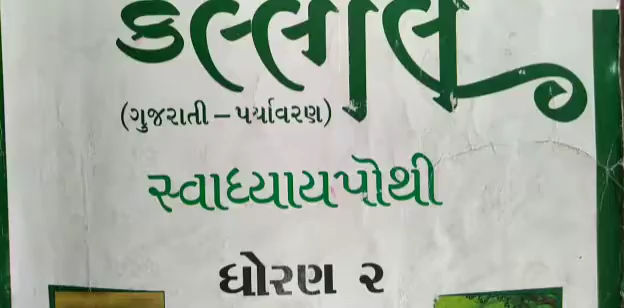 કલ્લોલ
(ગુજરાતી – પર્યાવરણ)
સ્વાધ્યાયપોથી
ધોરણ ૨